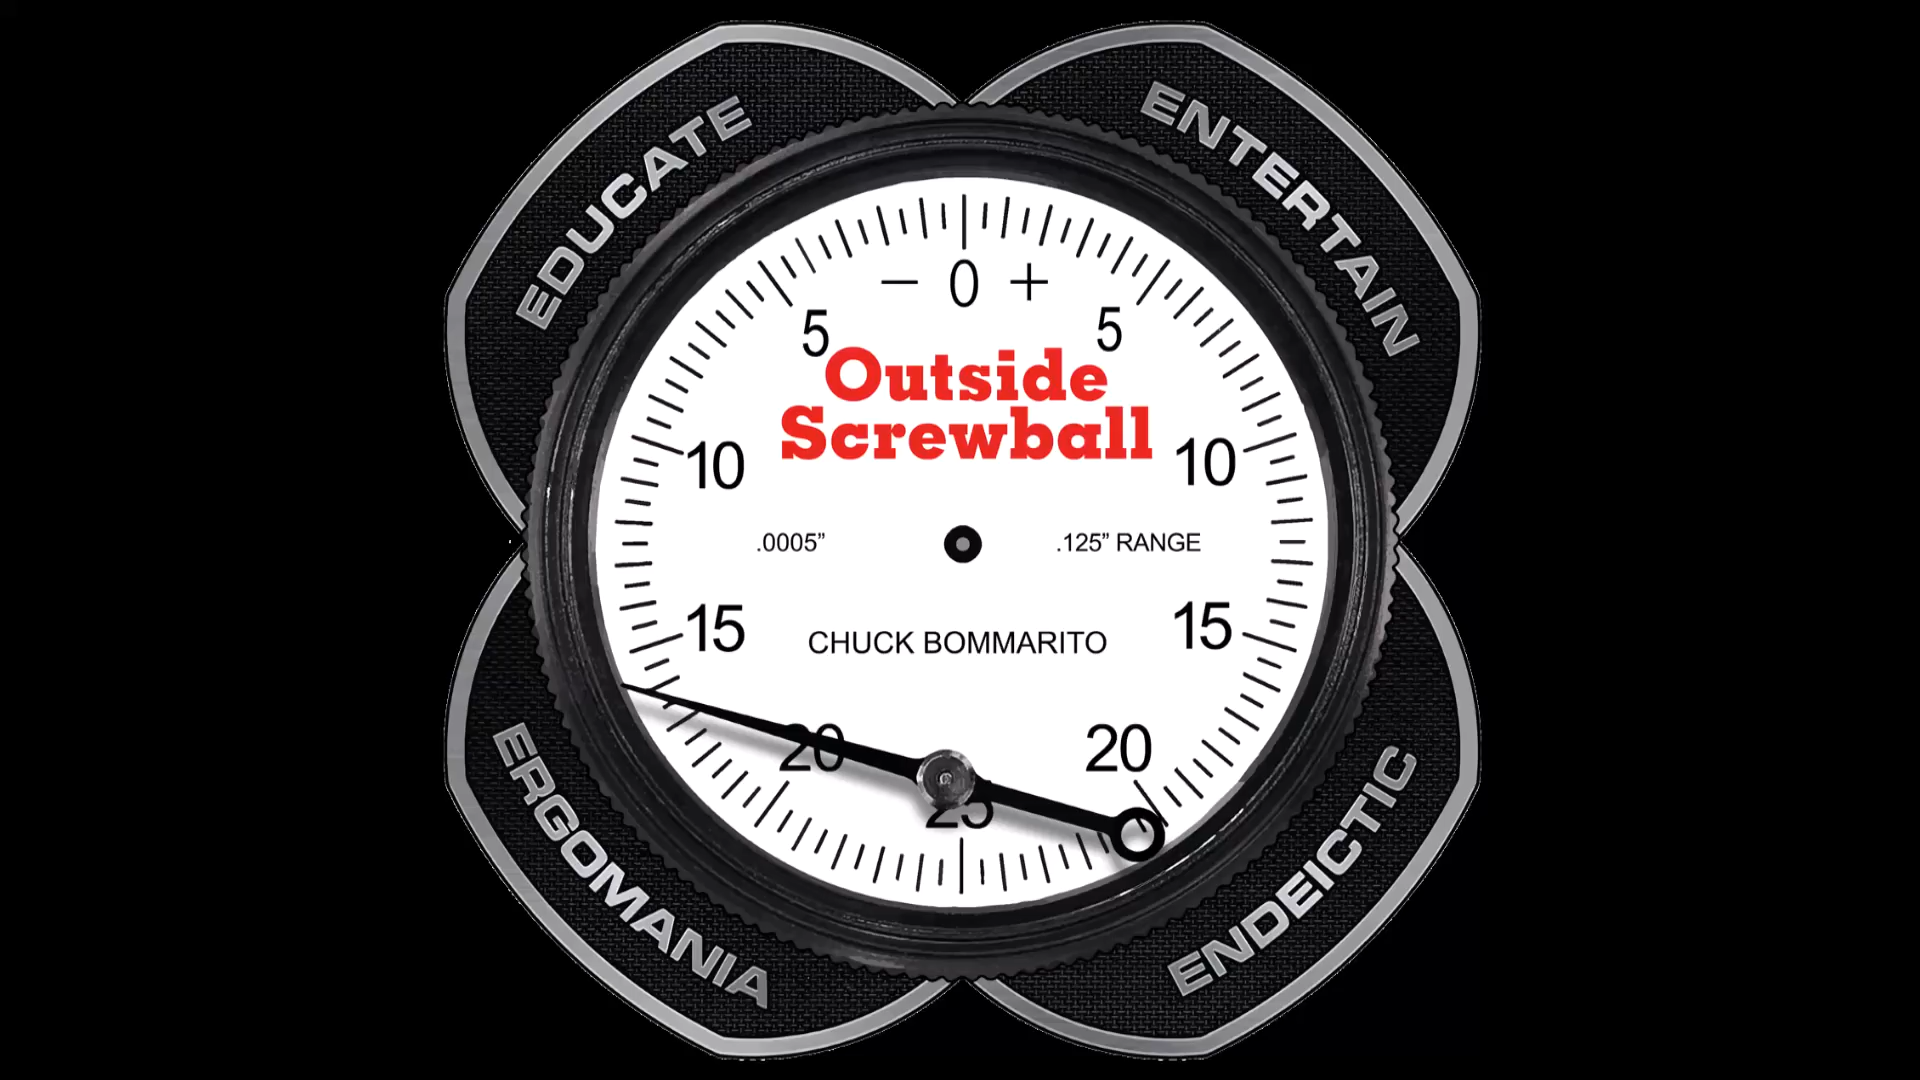 EDUCATE
ENTERTAIN
− 0 +
5 5
Outside
Screwball
10 10
.0005” .125” RANGE
15 15
CHUCK BOMMARITO
20 20
25
ERGOMANIA
ENDEICTIC